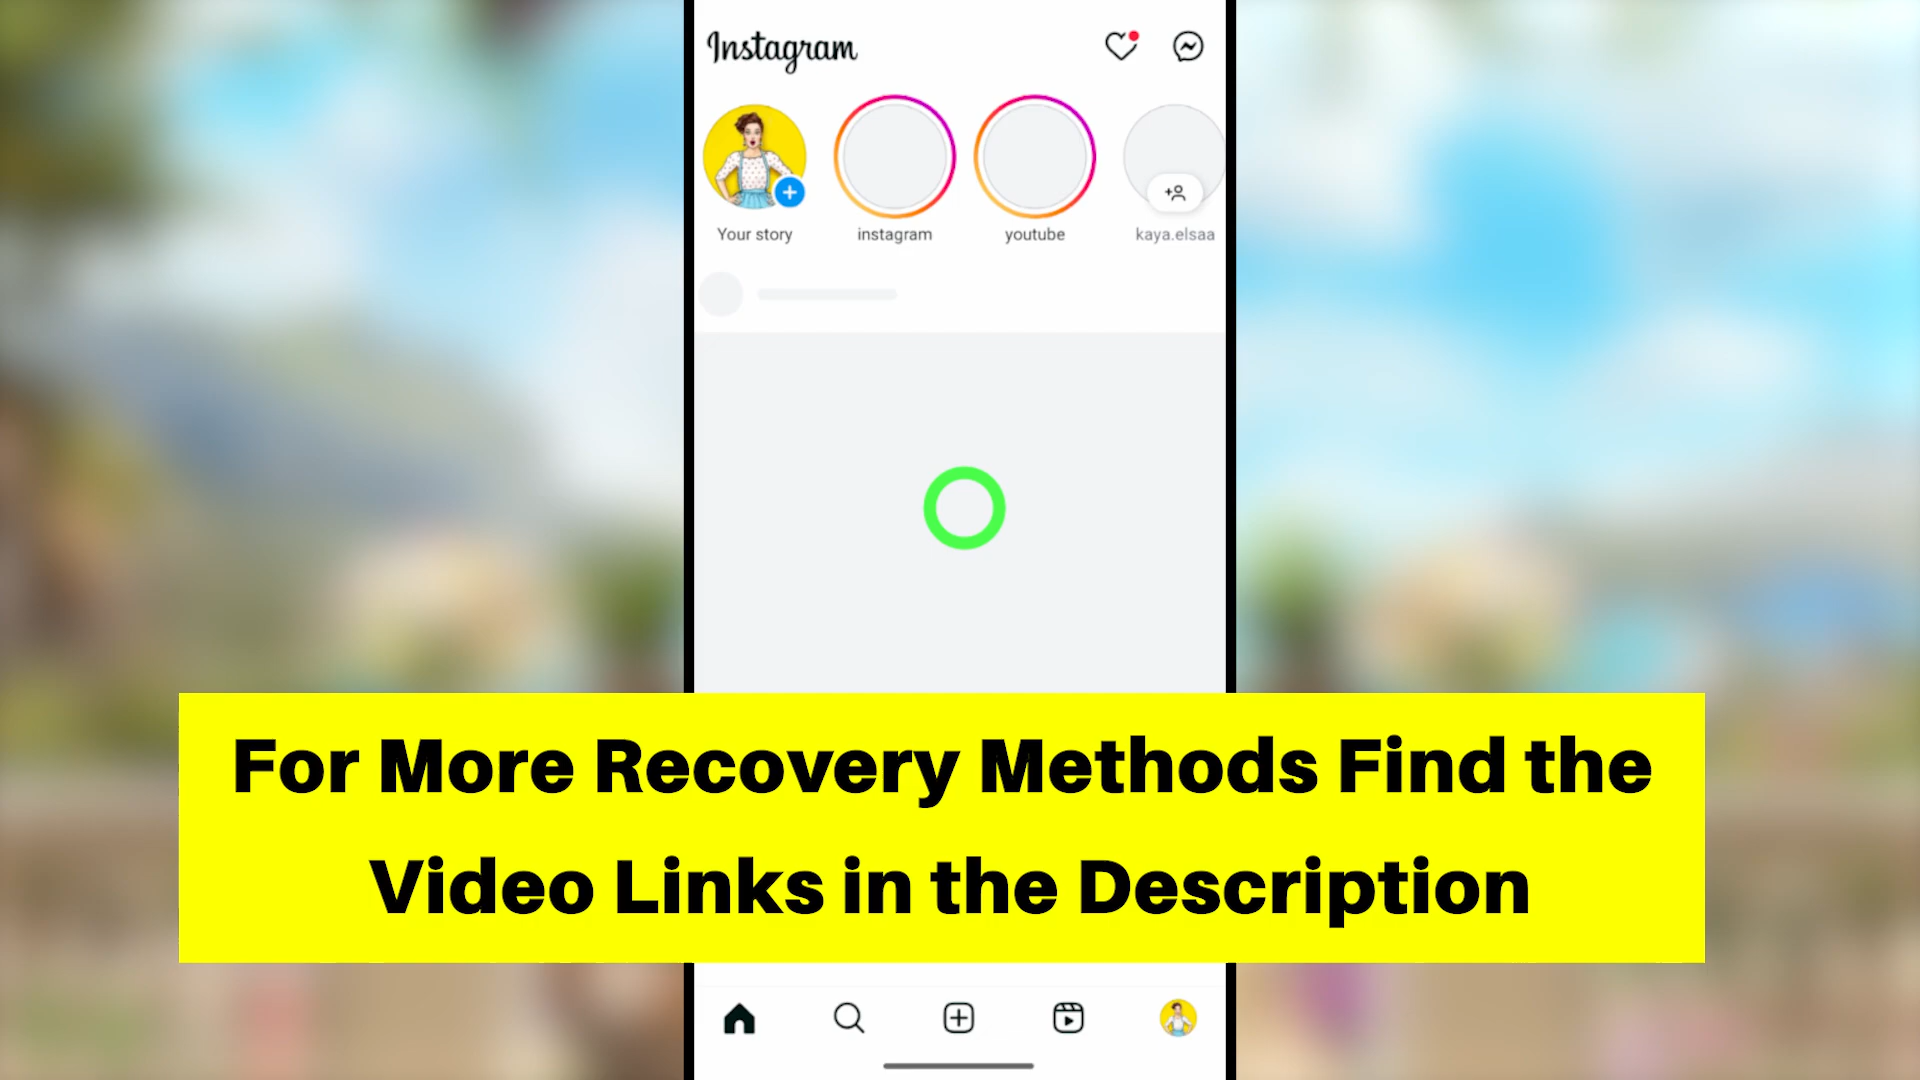 Instagram
Your story
instagram
youtube
kaya.elsaa
For More Recovery Methods Find the
Video Links in the Description